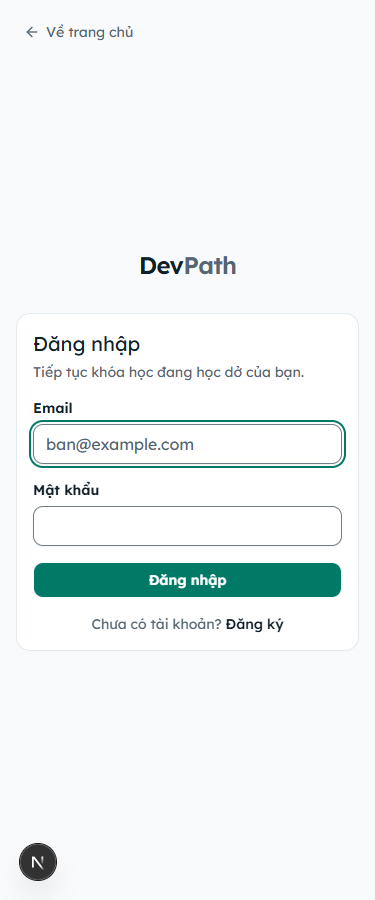 Về trang chủ
DevPath
Đăng nhập
Tiếp tục khóa học đang học dở của bạn.
Email
ban@example.com
Mật khẩu
Đăng nhập
Chưa có tài khoản? Đăng ký
N